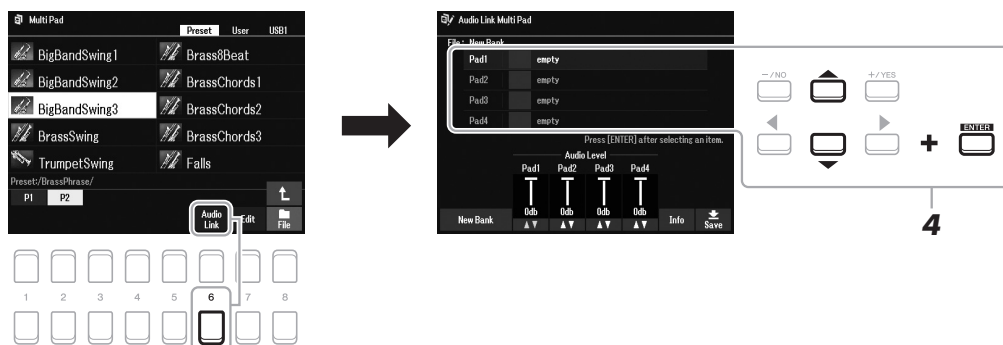 Multi Pad
Preset User USB1
BigBandSwing1 Brass8Beat
BigBandSwing2 BrassChords1
BigBandSwing3 BrassChords2
BrassSwing BrassChords3
TrumpetSwing Falls
Preset:/BrassPhrase/
P1 P2
Audio Link Edit File
1 2 3 4 5 6 7 8
Audio Link Multi Pad
File: New Bank
Pad1 empty
Pad2 empty
Pad3 empty
Pad4 empty
Press [ENTER] after selecting an item.
Audio Level
Pad1 Pad2 Pad3 Pad4
0db 0db 0db 0db
New Bank Info Save
–/NO +/YES
+ ENTER
4